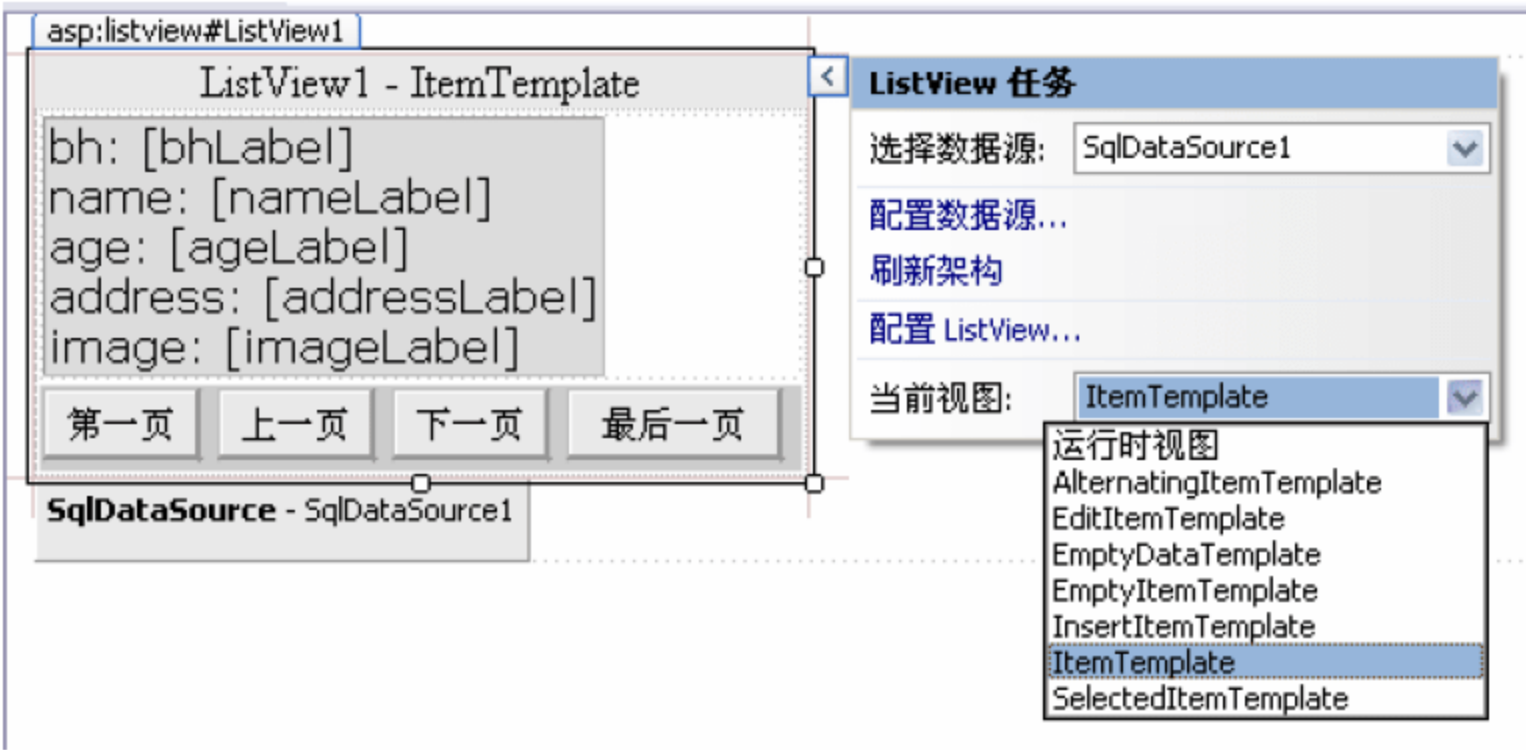 asp:listview#ListView1
ListView1 - ItemTemplate
bh: [bhLabel]
name: [nameLabel]
age: [ageLabel]
address: [addressLabel]
image: [imageLabel]
第一页 上一页 下一页 最后一页
SqlDataSource - SqlDataSource1
ListView 任务
选择数据源: SqlDataSource1
配置数据源...
刷新架构
配置 ListView...
当前视图: ItemTemplate
运行时视图
AlternatingItemTemplate
EditItemTemplate
EmptyDataTemplate
EmptyItemTemplate
InsertItemTemplate
ItemTemplate
SelectedItemTemplate